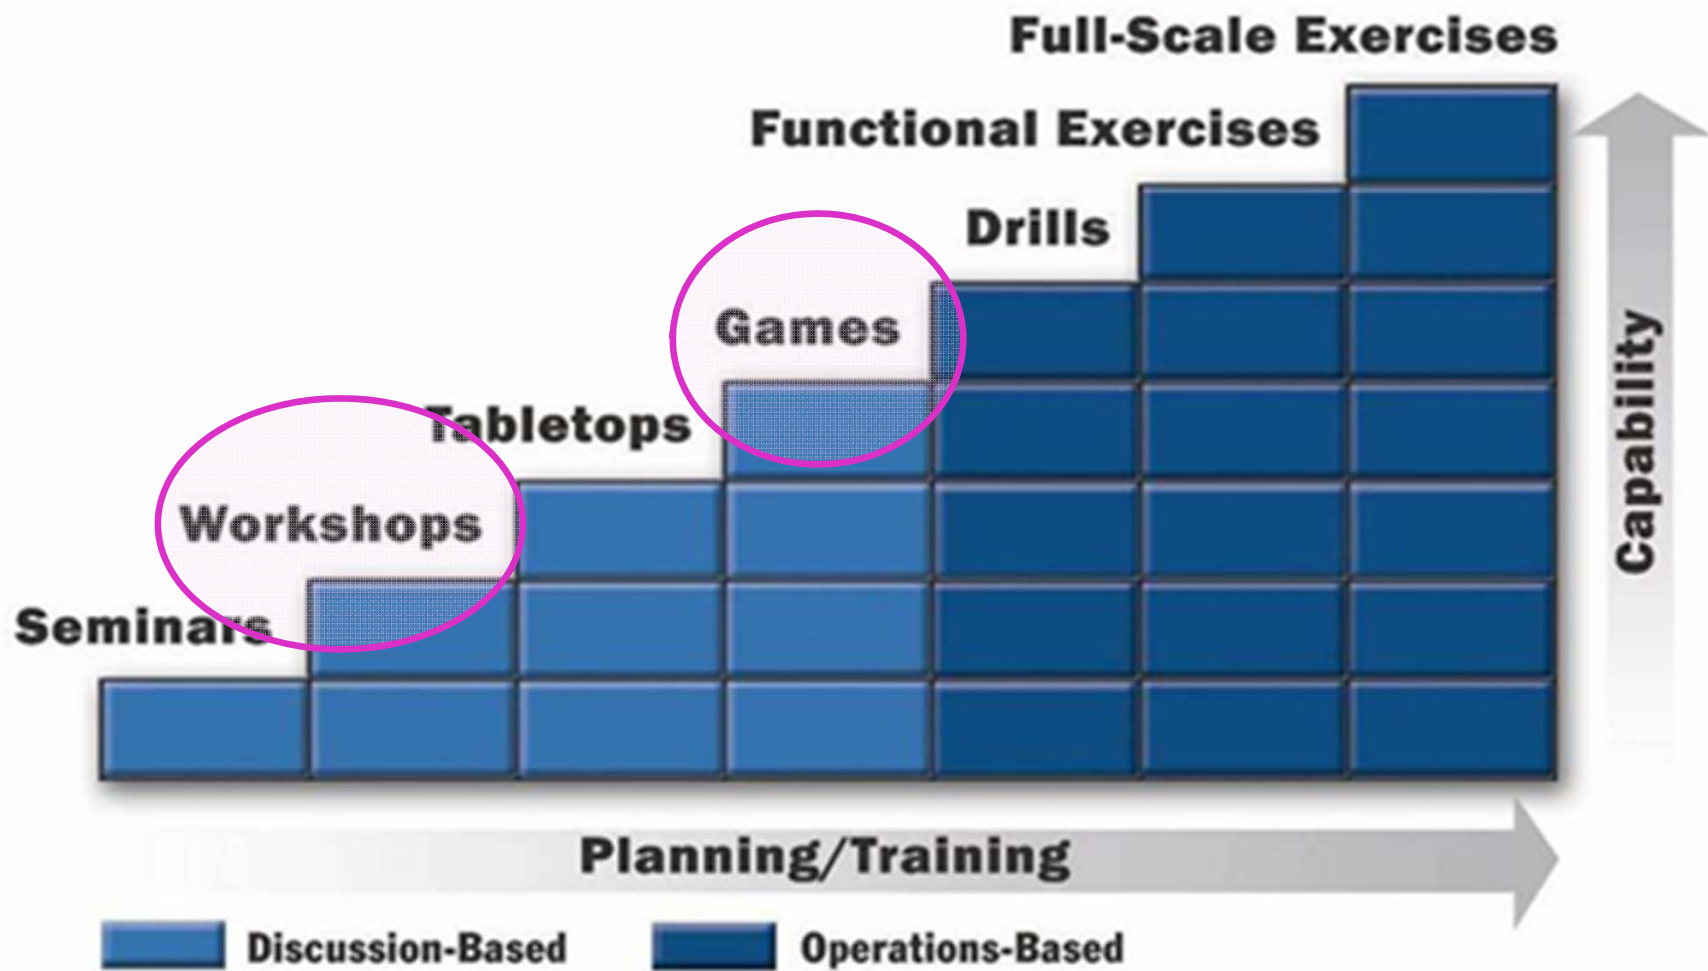 Full-Scale Exercises
Functional Exercises
Drills
Games
Tabletops
Workshops
Seminars
Capability
Planning/Training
Discussion-Based
Operations-Based